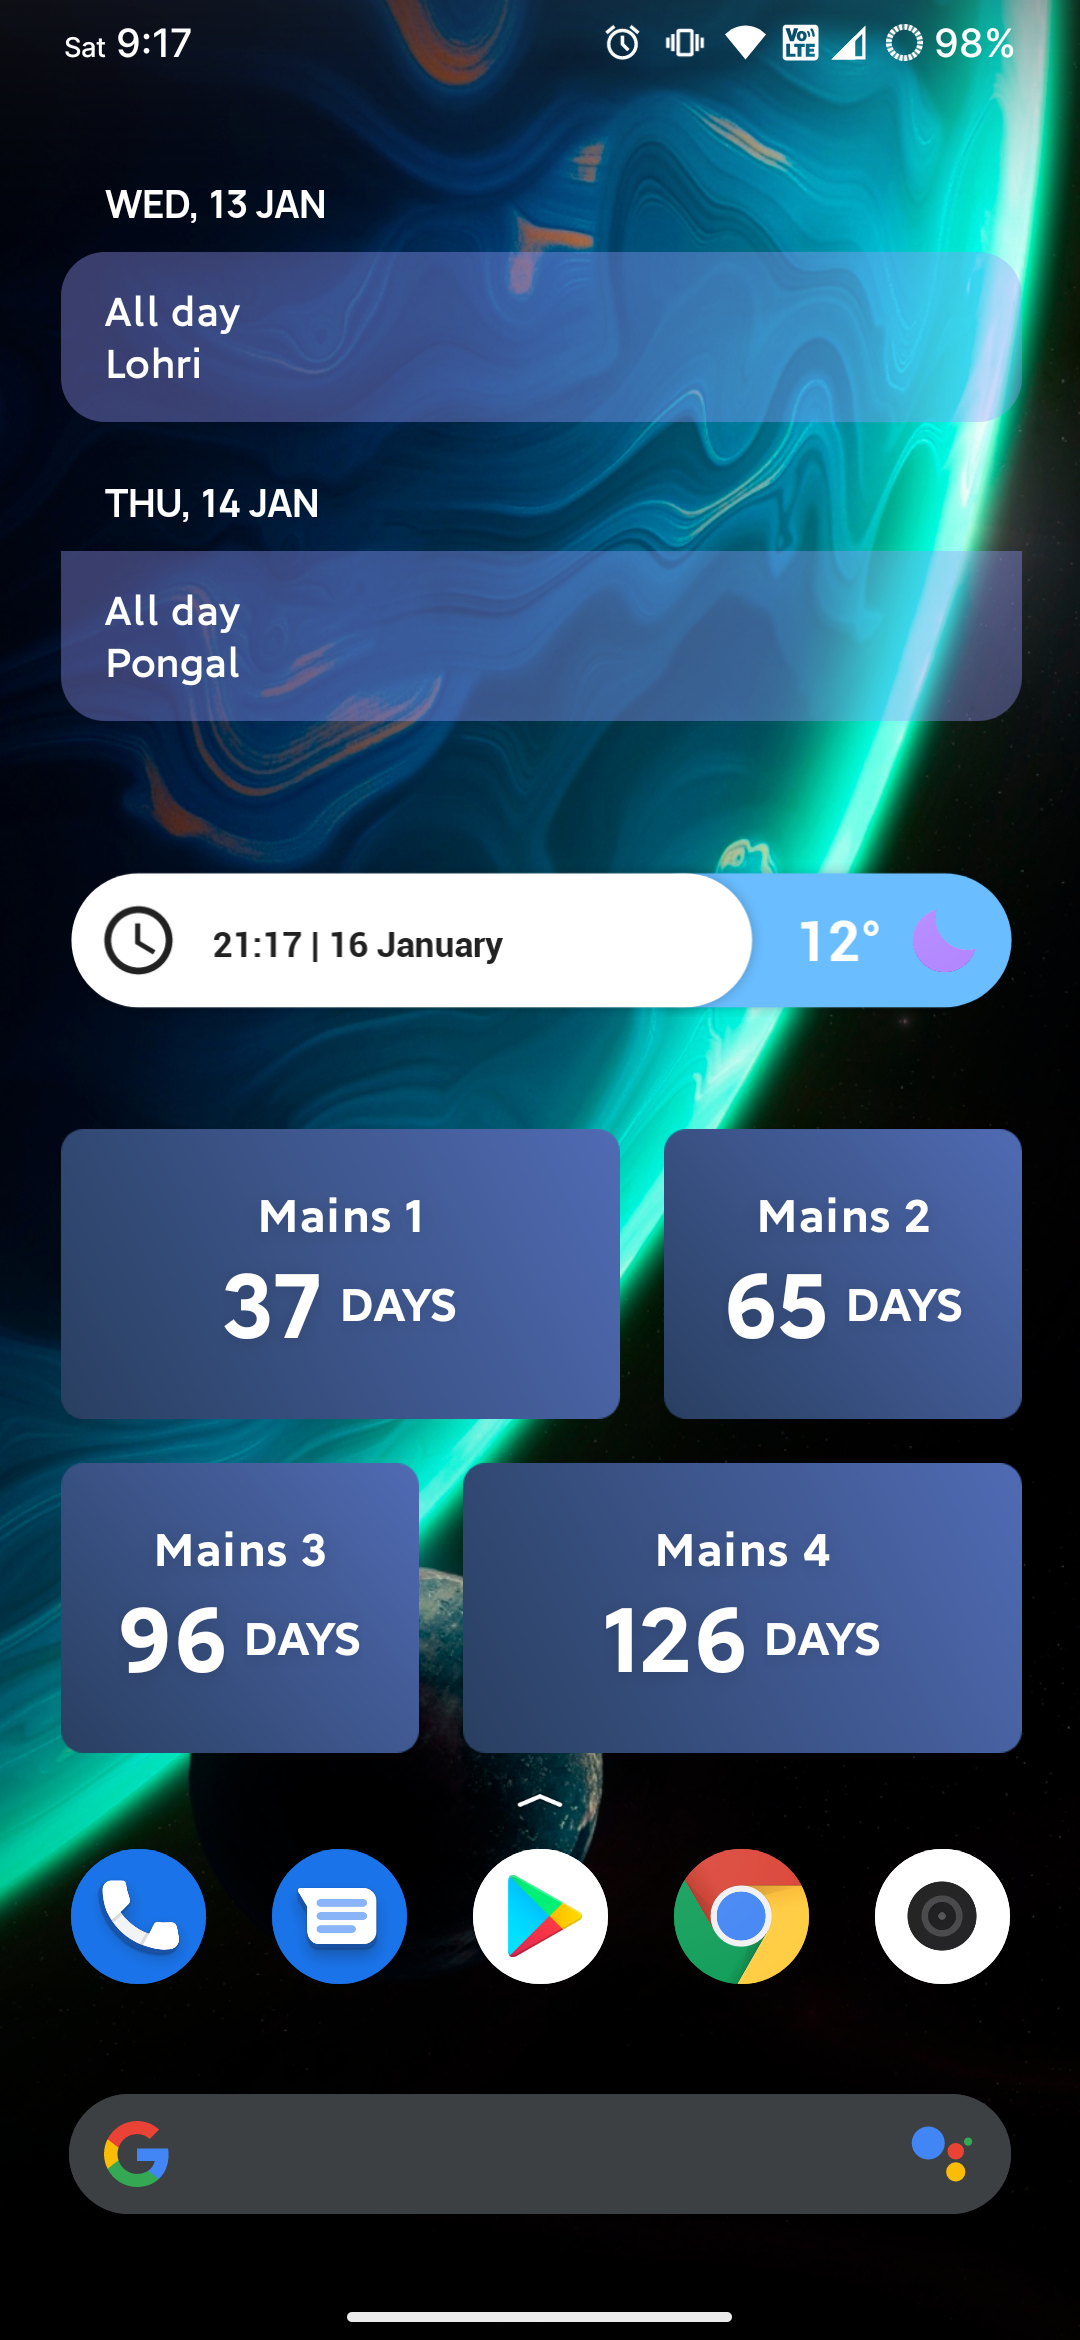 Sat 9:17
Vo LTE
98%
WED, 13 JAN
All day
Lohri
THU, 14 JAN
All day
Pongal
21:17 | 16 January
12°
Mains 1
37 DAYS
Mains 2
65 DAYS
Mains 3
96 DAYS
Mains 4
126 DAYS